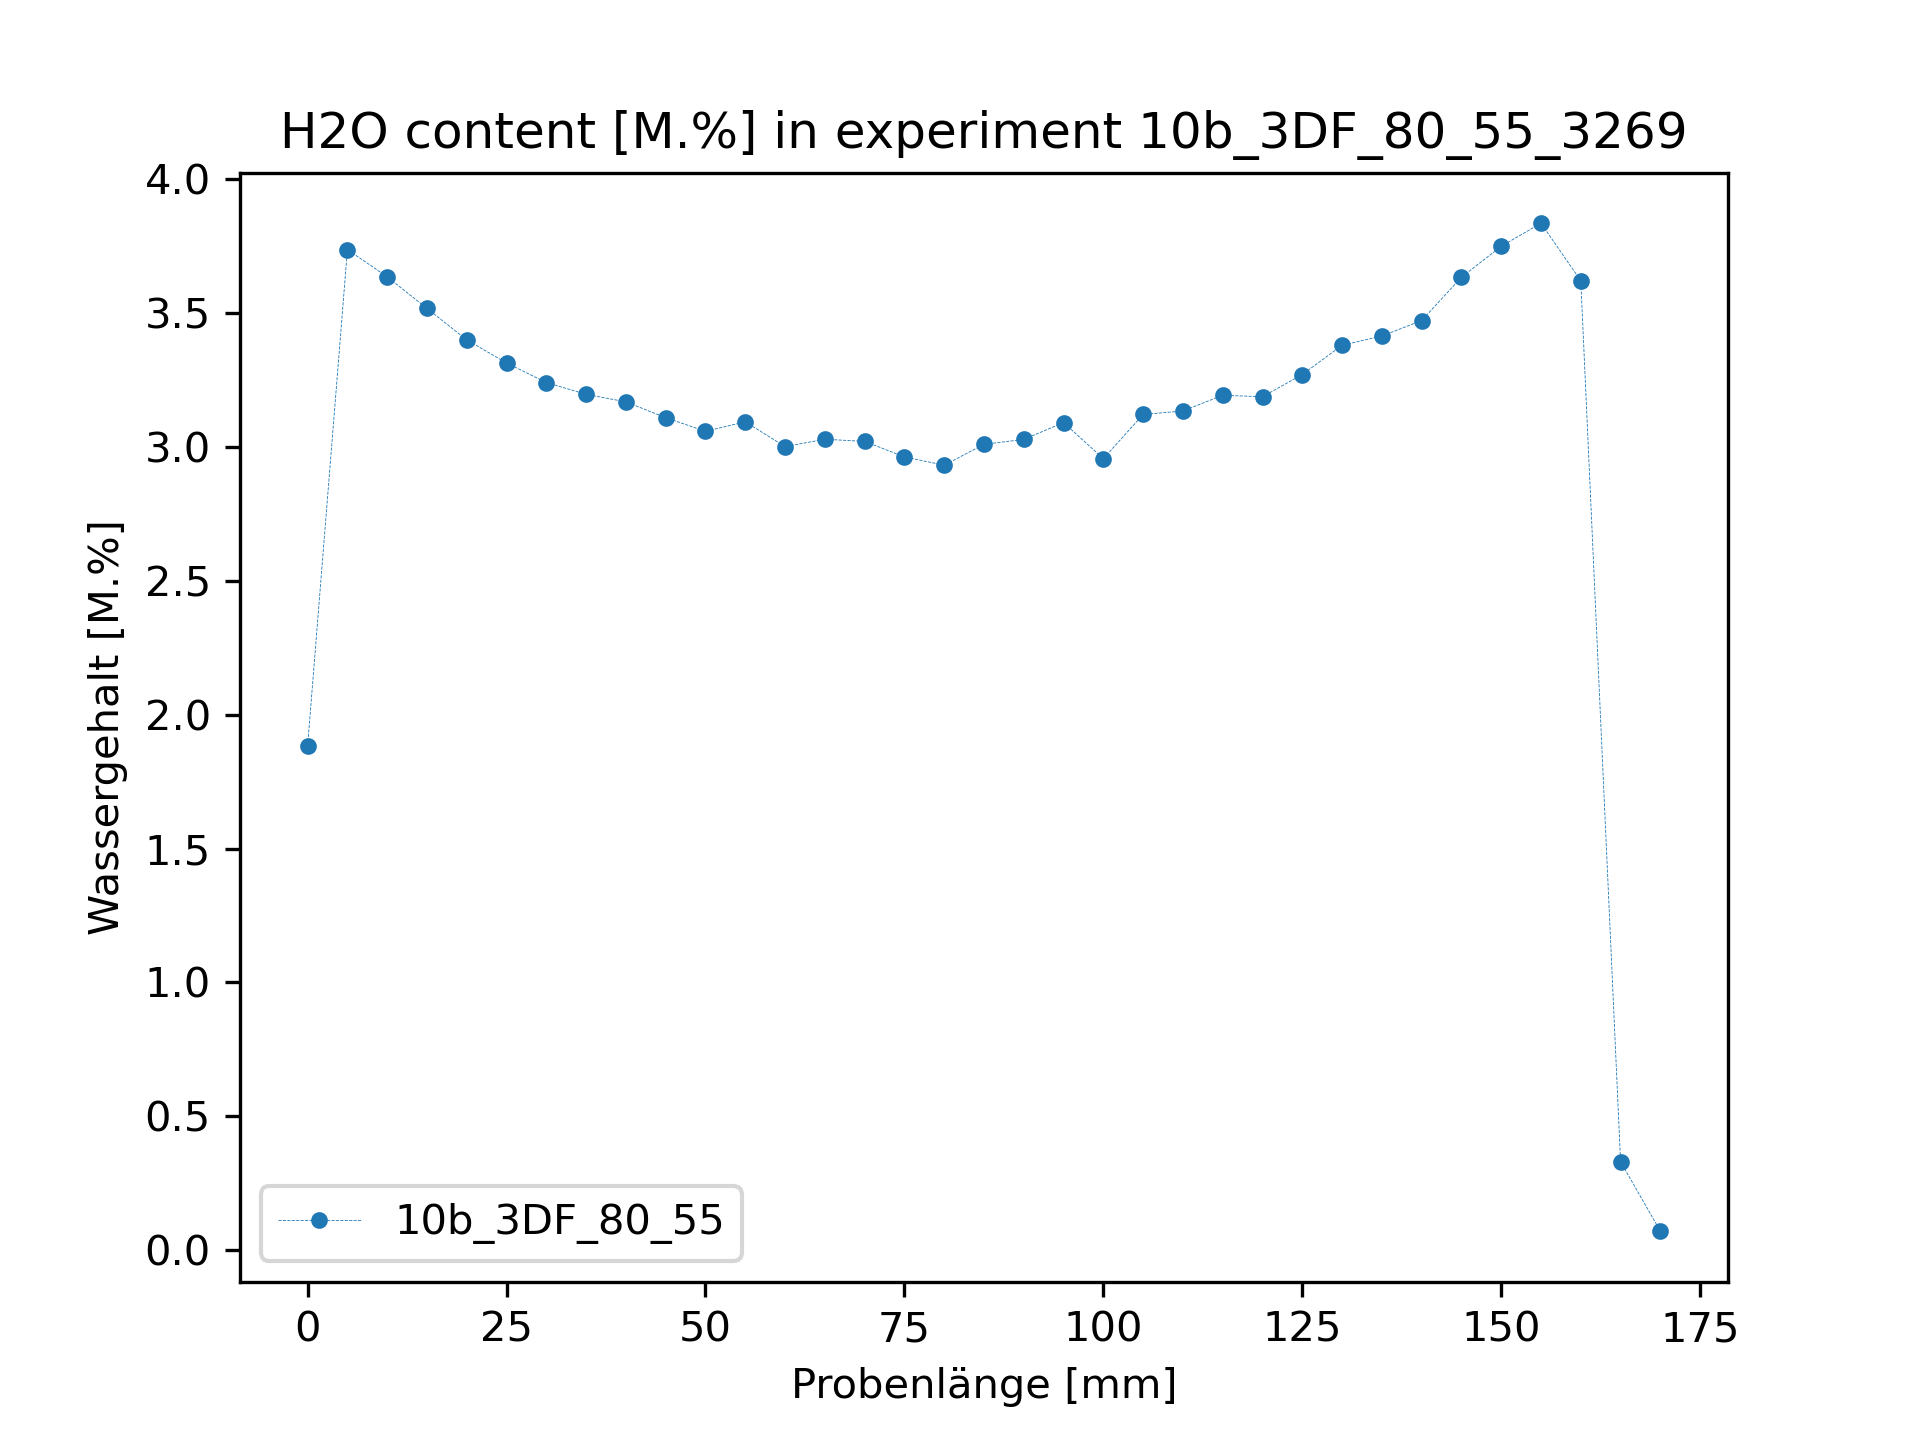 H2O content [M.%] in experiment 10b_3DF_80_55_3269
4.0
3.5
3.0
2.5
2.0
1.5
1.0
0.5
0.0
Wassergehalt [M.%]
10b_3DF_80_55
0 25 50 75 100 125 150 175
Probenlänge [mm]